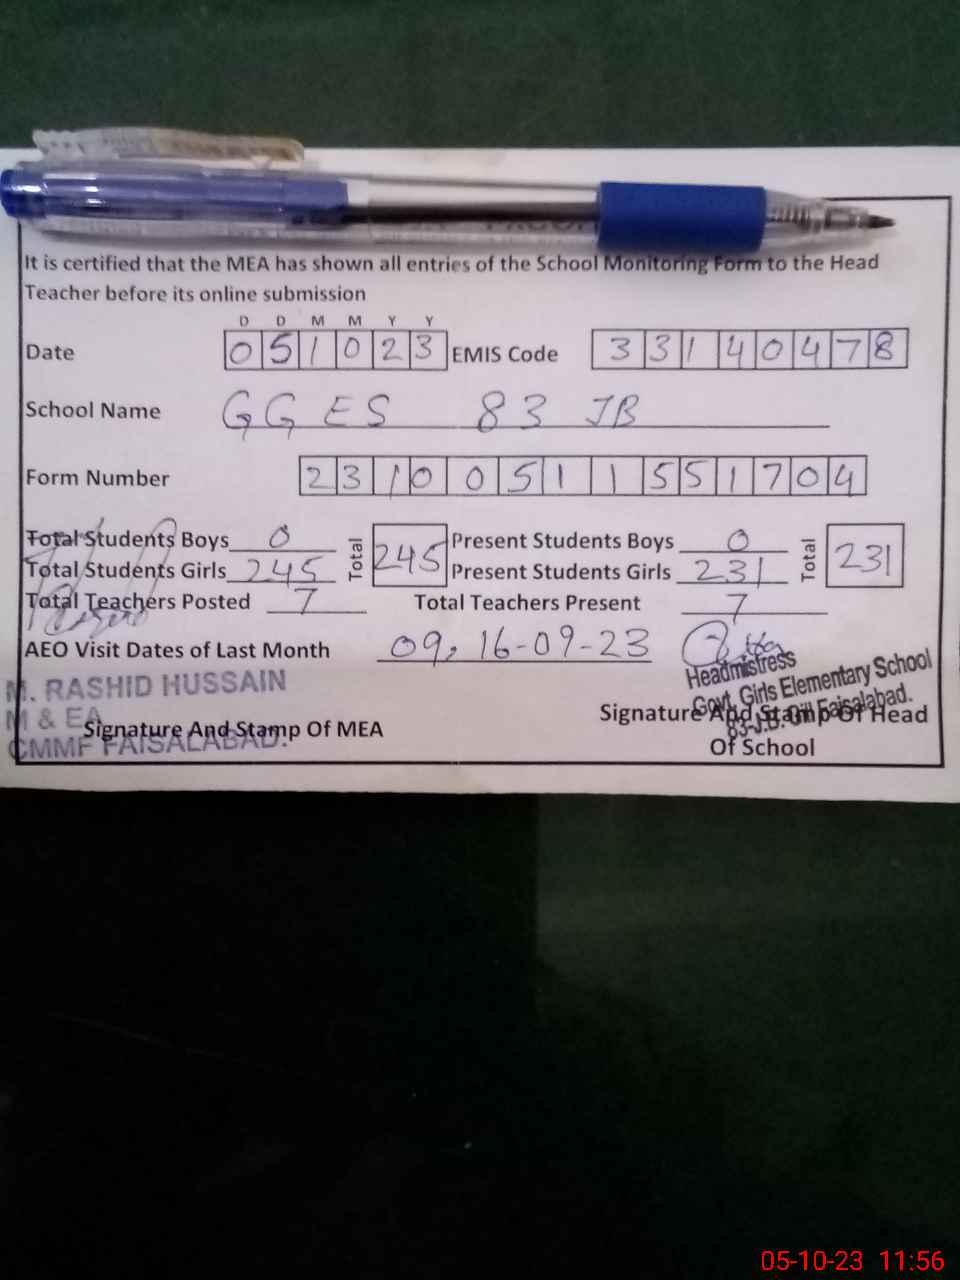 It is certified that the MEA has shown all entries of the School Monitoring Form to the Head
Teacher before its online submission
D D M M Y Y
Date 0 5 1 0 2 3 EMIS Code 3 3 1 4 0 4 7 8
School Name GGES 83 JB
Form Number 2 3 1 0 0 5 1 1 5 5 1 7 0 4
Total Students Boys 0 Total 245 Present Students Boys 0 Total 231
Total Students Girls 245 Present Students Girls 231
Total Teachers Posted 7 Total Teachers Present 7
AEO Visit Dates of Last Month 09, 16-09-23
M. RASHID HUSSAIN
M & EA
CMMF FAISALABAD.
Signature And Stamp Of MEA
Headmistress
Govt. Girls Elementary School
83-J.B. Gill Faisalabad.
Signature And Stamp Of Head
Of School
05-10-23 11:56